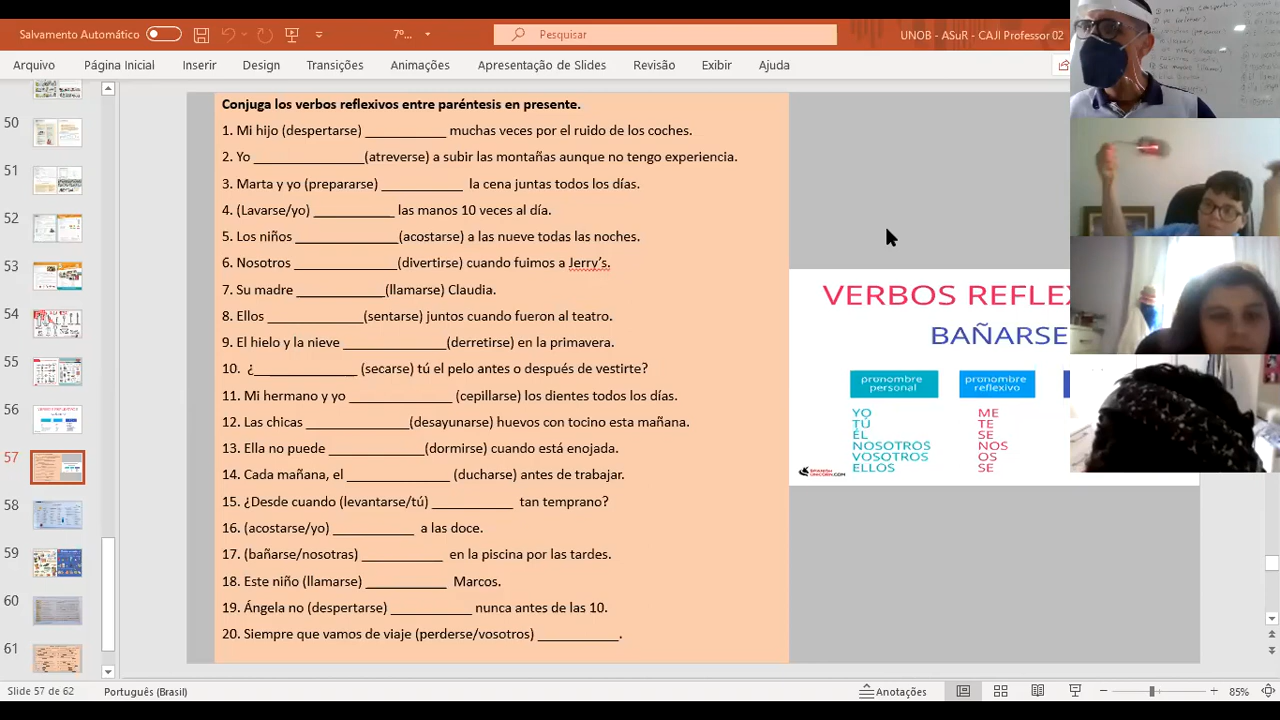 Salvamento Automático
7º...
Pesquisar
UNOB - ASuR - CAJI Professor 02
Arquivo
Página Inicial
Inserir
Design
Transições
Animações
Apresentação de Slides
Revisão
Exibir
Ajuda
50
51
52
53
54
55
56
57
58
59
60
61
Conjuga los verbos reflexivos entre paréntesis en presente.
1. Mi hijo (despertarse) ___________ muchas veces por el ruido de los coches.
2. Yo _______________(atreverse) a subir las montañas aunque no tengo experiencia.
3. Marta y yo (prepararse) ___________ la cena juntas todos los días.
4. (Lavarse/yo) ___________ las manos 10 veces al día.
5. Los niños ______________(acostarse) a las nueve todas las noches.
6. Nosotros ______________(divertirse) cuando fuimos a Jerry's.
7. Su madre ____________(llamarse) Claudia.
8. Ellos _____________(sentarse) juntos cuando fueron al teatro.
9. El hielo y la nieve ______________(derretirse) en la primavera.
10. ¿______________ (secarse) tú el pelo antes o después de vestirte?
11. Mi hermano y yo ______________ (cepillarse) los dientes todos los días.
12. Las chicas ______________(desayunarse) huevos con tocino esta mañana.
13. Ella no puede _____________(dormirse) cuando está enojada.
14. Cada mañana, el ______________ (ducharse) antes de trabajar.
15. ¿Desde cuando (levantarse/tú) ___________ tan temprano?
16. (acostarse/yo) ___________ a las doce.
17. (bañarse/nosotras) ___________ en la piscina por las tardes.
18. Este niño (llamarse) ___________ Marcos.
19. Ángela no (despertarse) ___________ nunca antes de las 10.
20. Siempre que vamos de viaje (perderse/vosotros) ___________.
VERBOS REFLEX
BAÑARSE
pronombre personal
pronombre reflexivo
YO ME
TÚ TE
ÉL SE
NOSOTROS NOS
VOSOTROS OS
ELLOS SE
SPANISHUNICORN.COM
Slide 57 de 62
Português (Brasil)
Anotações
85%